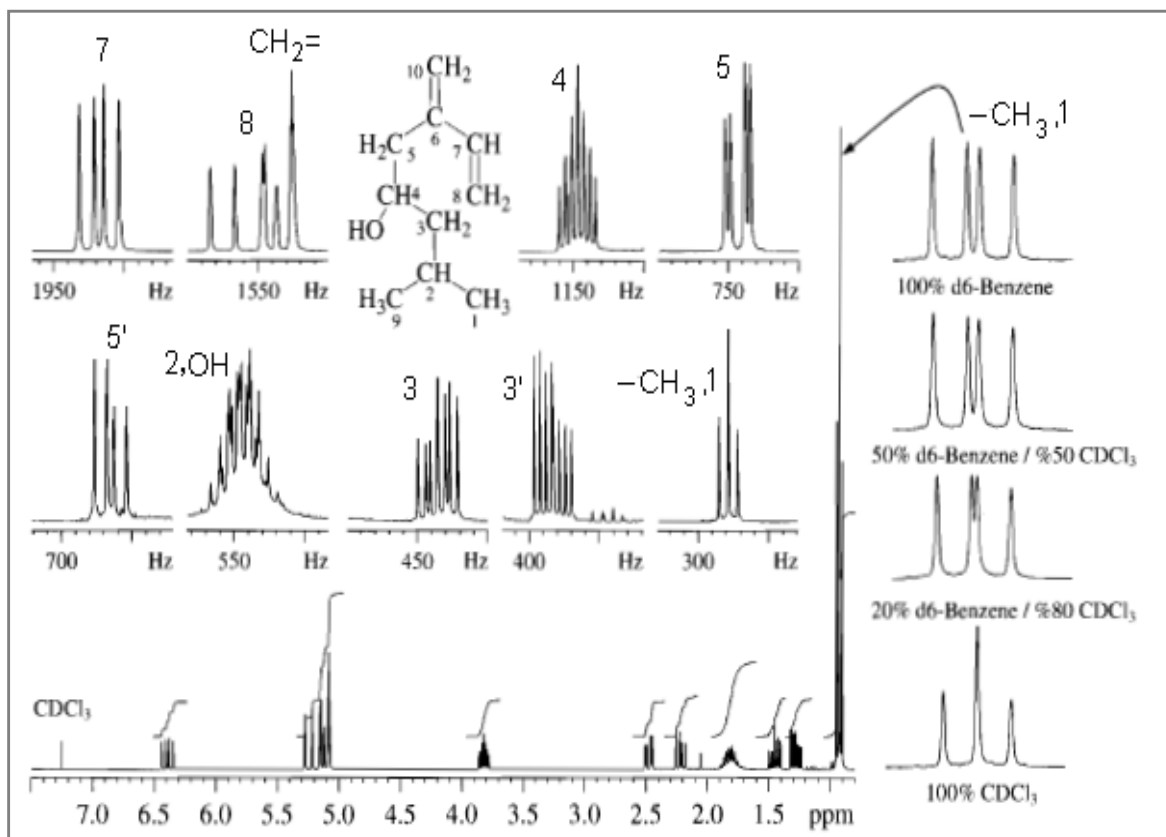 7
CH2=
8
4
5
–CH3,1
10CH2
6
H2C5
7CH
8CH2
CH4
HO
3CH2
CH
2
H3C
9
CH3
1
1950 Hz
1550 Hz
1150 Hz
750 Hz
100% d6-Benzene
5'
2,OH
3
3'
–CH3,1
50% d6-Benzene / %50 CDCl3
700 Hz
550 Hz
450 Hz
400 Hz
300 Hz
20% d6-Benzene / %80 CDCl3
CDCl3
100% CDCl3
7.0 6.5 6.0 5.5 5.0 4.5 4.0 3.5 3.0 2.5 2.0 1.5 ppm